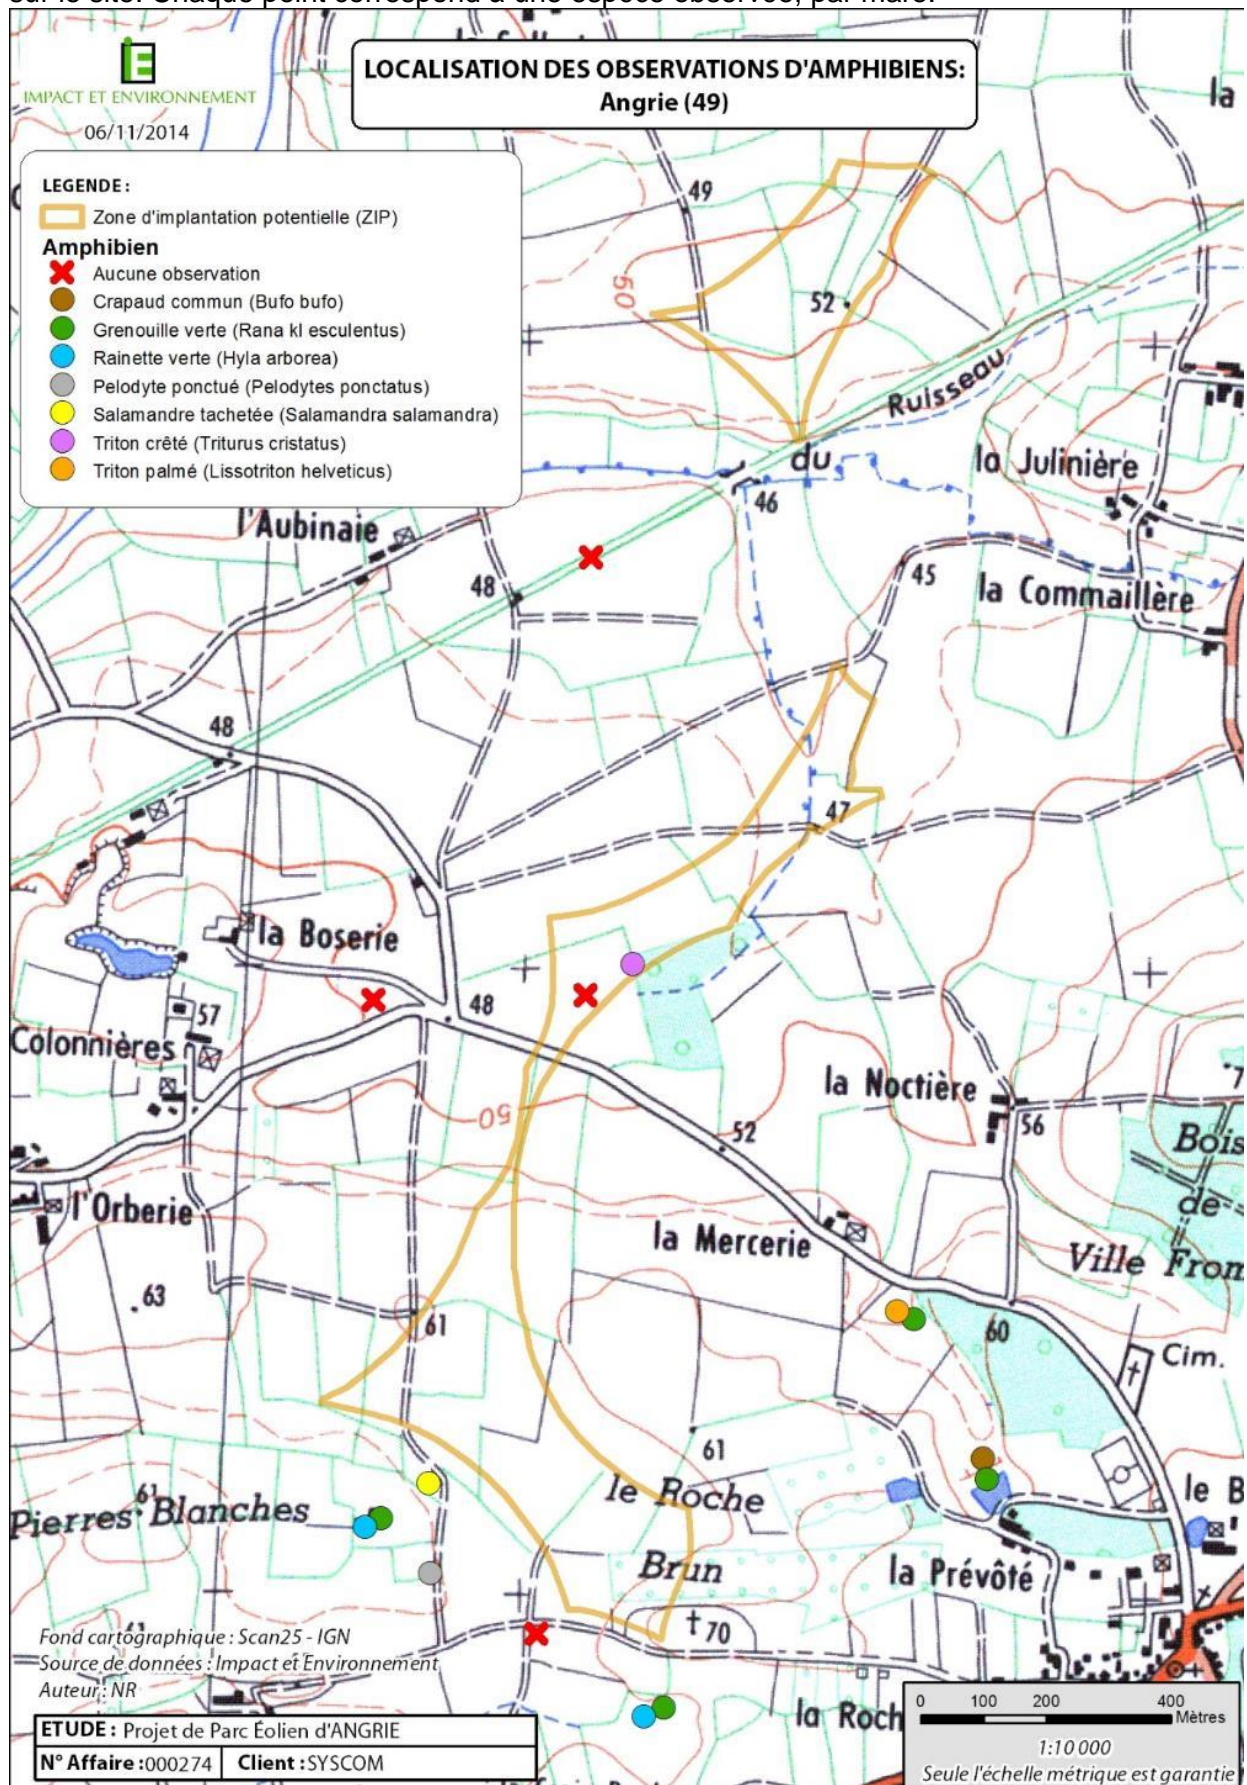 sur le site. Chaque point correspond à une espèce observée, par mare.
LOCALISATION DES OBSERVATIONS D'AMPHIBIENS:
Angrie (49)
IE
IMPACT ET ENVIRONNEMENT
06/11/2014
LEGENDE :
Zone d'implantation potentielle (ZIP)
Amphibien
Aucune observation
Crapaud commun (Bufo bufo)
Grenouille verte (Rana kl esculentus)
Rainette verte (Hyla arborea)
Pelodyte ponctué (Pelodytes ponctatus)
Salamandre tachetée (Salamandra salamandra)
Triton crêté (Triturus cristatus)
Triton palmé (Lissotriton helveticus)
la
49
50
52
Ruisseau
du
la Julinière
46
l'Aubinaie
48
45
la Commaillère
48
47
la Boserie
48
57
Colonnières
la Noctière
50
52
56
Bois
de
Ville From
l'Orberie
la Mercerie
63
61
60
Cim.
61
le Roche
Brun
61
Pierres Blanches
le B
la Prévôté
70
61
Fond cartographique : Scan25 - IGN
Source de données : Impact et Environnement
Auteur : NR
la Roch
ETUDE : Projet de Parc Éolien d'ANGRIE
N° Affaire :000274 Client :SYSCOM
0 100 200 400
Mètres
1:10 000
Seule l'échelle métrique est garantie